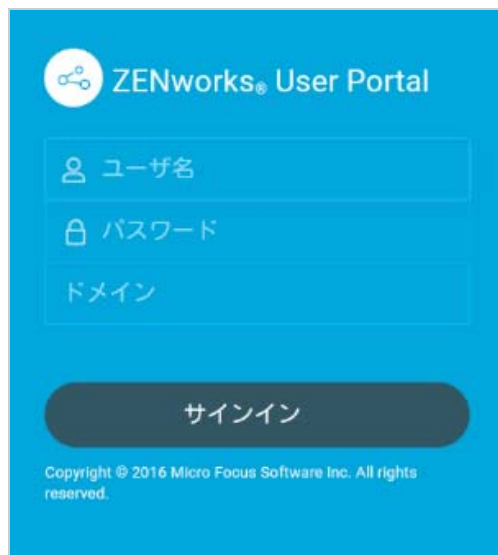 ZENworks® User Portal
ユーザ名
パスワード
ドメイン
サインイン
Copyright © 2016 Micro Focus Software Inc. All rights
reserved.